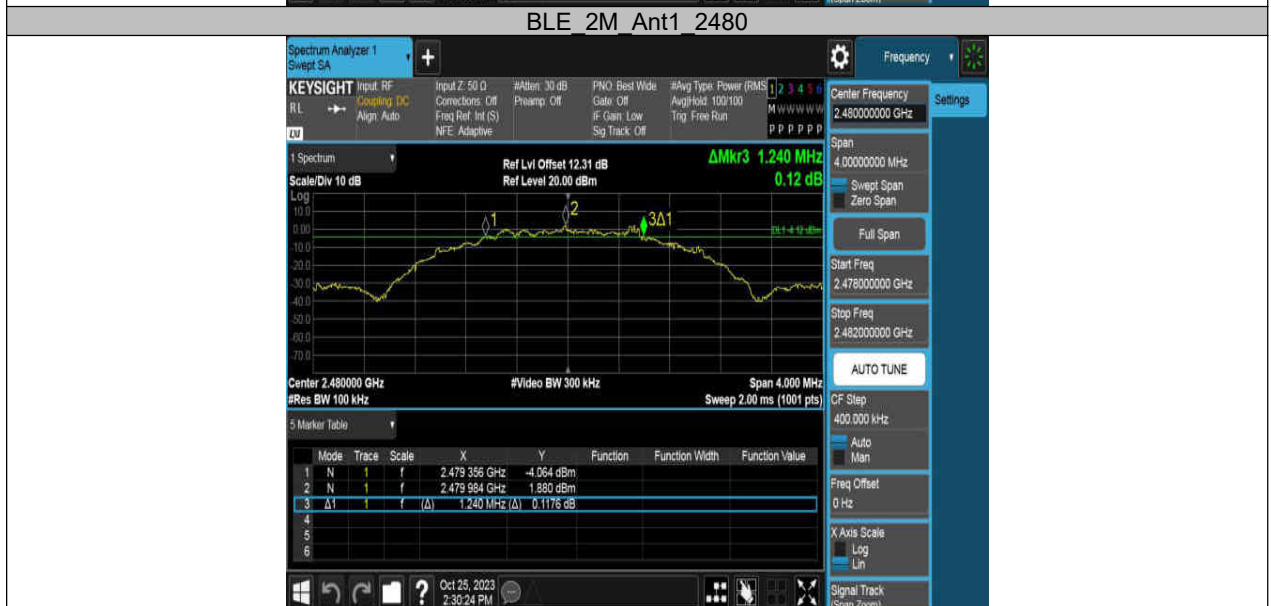 BLE_2M_Ant1_2480
Spectrum Analyzer 1
Swept SA
+
Frequency
KEYSIGHT
RL
Input: RF
Coupling: DC
Align: Auto
Input Z: 50 Ω
Corrections: Off
Freq Ref: Int (S)
NFE: Adaptive
#Atten: 30 dB
Preamp: Off
PNO: Best Wide
Gate: Off
IF Gain: Low
Sig Track: Off
#Avg Type: Power (RMS
Avg|Hold: 100/100
Trig: Free Run
1 2 3 4 5 6
M W W W W W
P P P P P P
Center Frequency
2.480000000 GHz
Settings
1 Spectrum
Scale/Div 10 dB
Ref Lvl Offset 12.31 dB
Ref Level 20.00 dBm
ΔMkr3 1.240 MHz
0.12 dB
Log
10.0
0.00
-10.0
-20.0
-30.0
-40.0
-50.0
-60.0
-70.0
1
2
3Δ1
DL1 -4.12 dBm
Center 2.480000 GHz
#Res BW 100 kHz
#Video BW 300 kHz
Span 4.000 MHz
Sweep 2.00 ms (1001 pts)
Span
4.00000000 MHz
Swept Span
Zero Span
Full Span
Start Freq
2.478000000 GHz
Stop Freq
2.482000000 GHz
AUTO TUNE
CF Step
400.000 kHz
Auto
Man
Freq Offset
0 Hz
X Axis Scale
Log
Lin
Signal Track
(Span Zoom)
5 Marker Table
Mode Trace Scale X Y Function Function Width Function Value
1 N 1 f 2.479 356 GHz -4.064 dBm
2 N 1 f 2.479 984 GHz 1.880 dBm
3 Δ1 1 f (Δ) 1.240 MHz (Δ) 0.1176 dB
4
5
6
?
Oct 25, 2023
2:30:24 PM